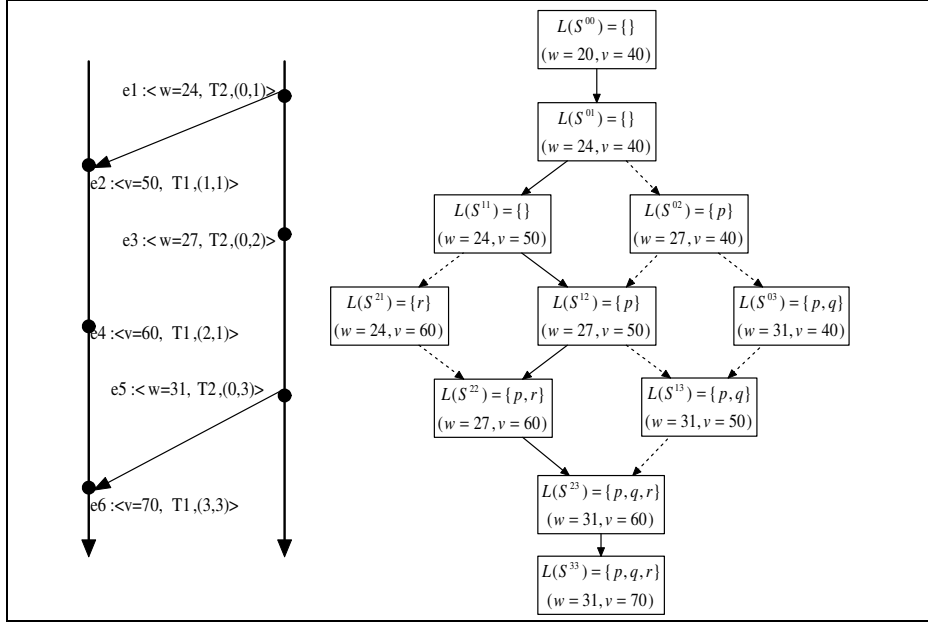 e1 :< w=24, T2,(0,1)>
e2 :<v=50, T1,(1,1)>
e3 :< w=27, T2,(0,2)>
e4 :<v=60, T1,(2,1)>
e5 :< w=31, T2,(0,3)>
e6 :<v=70, T1,(3,3)>
L(S^{00}) = {}
(w = 20, v = 40)
L(S^{01}) = {}
(w = 24, v = 40)
L(S^{11}) = {}
(w = 24, v = 50)
L(S^{02}) = {p}
(w = 27, v = 40)
L(S^{21}) = {r}
(w = 24, v = 60)
L(S^{12}) = {p}
(w = 27, v = 50)
L(S^{03}) = {p, q}
(w = 31, v = 40)
L(S^{22}) = {p, r}
(w = 27, v = 60)
L(S^{13}) = {p, q}
(w = 31, v = 50)
L(S^{23}) = {p, q, r}
(w = 31, v = 60)
L(S^{33}) = {p, q, r}
(w = 31, v = 70)